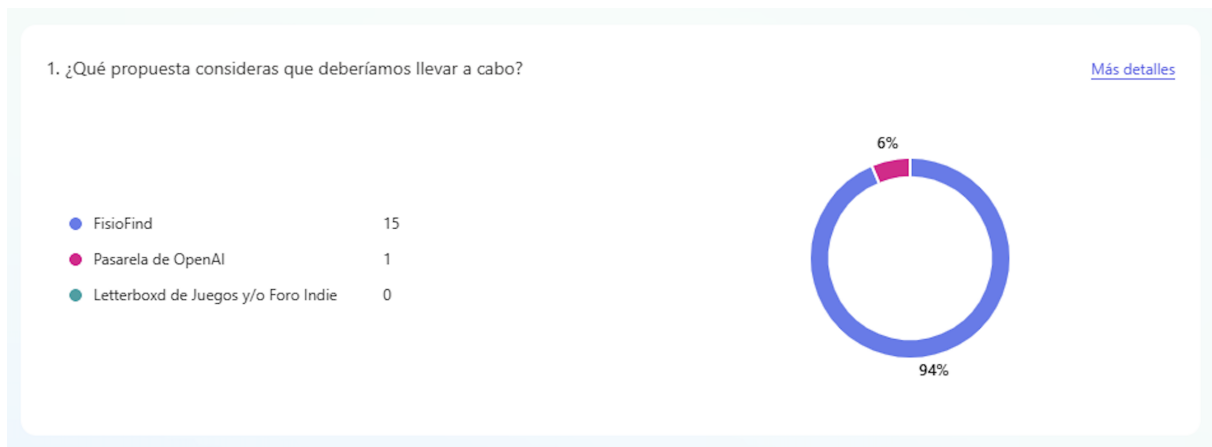 1. ¿Qué propuesta consideras que deberíamos llevar a cabo?
Más detalles
6%
FisioFind 15
Pasarela de OpenAI 1
Letterboxd de Juegos y/o Foro Indie 0
94%